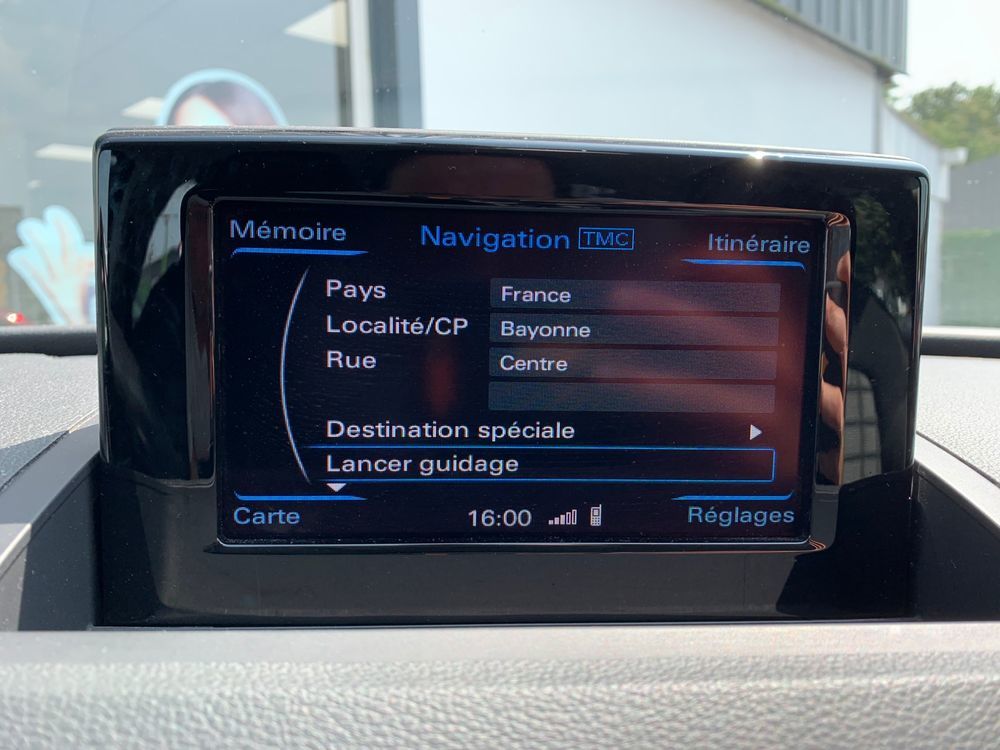 Mémoire Navigation TMC Itinéraire
Pays France
Localité/CP Bayonne
Rue Centre
Destination spéciale
Lancer guidage
Carte 16:00 Réglages